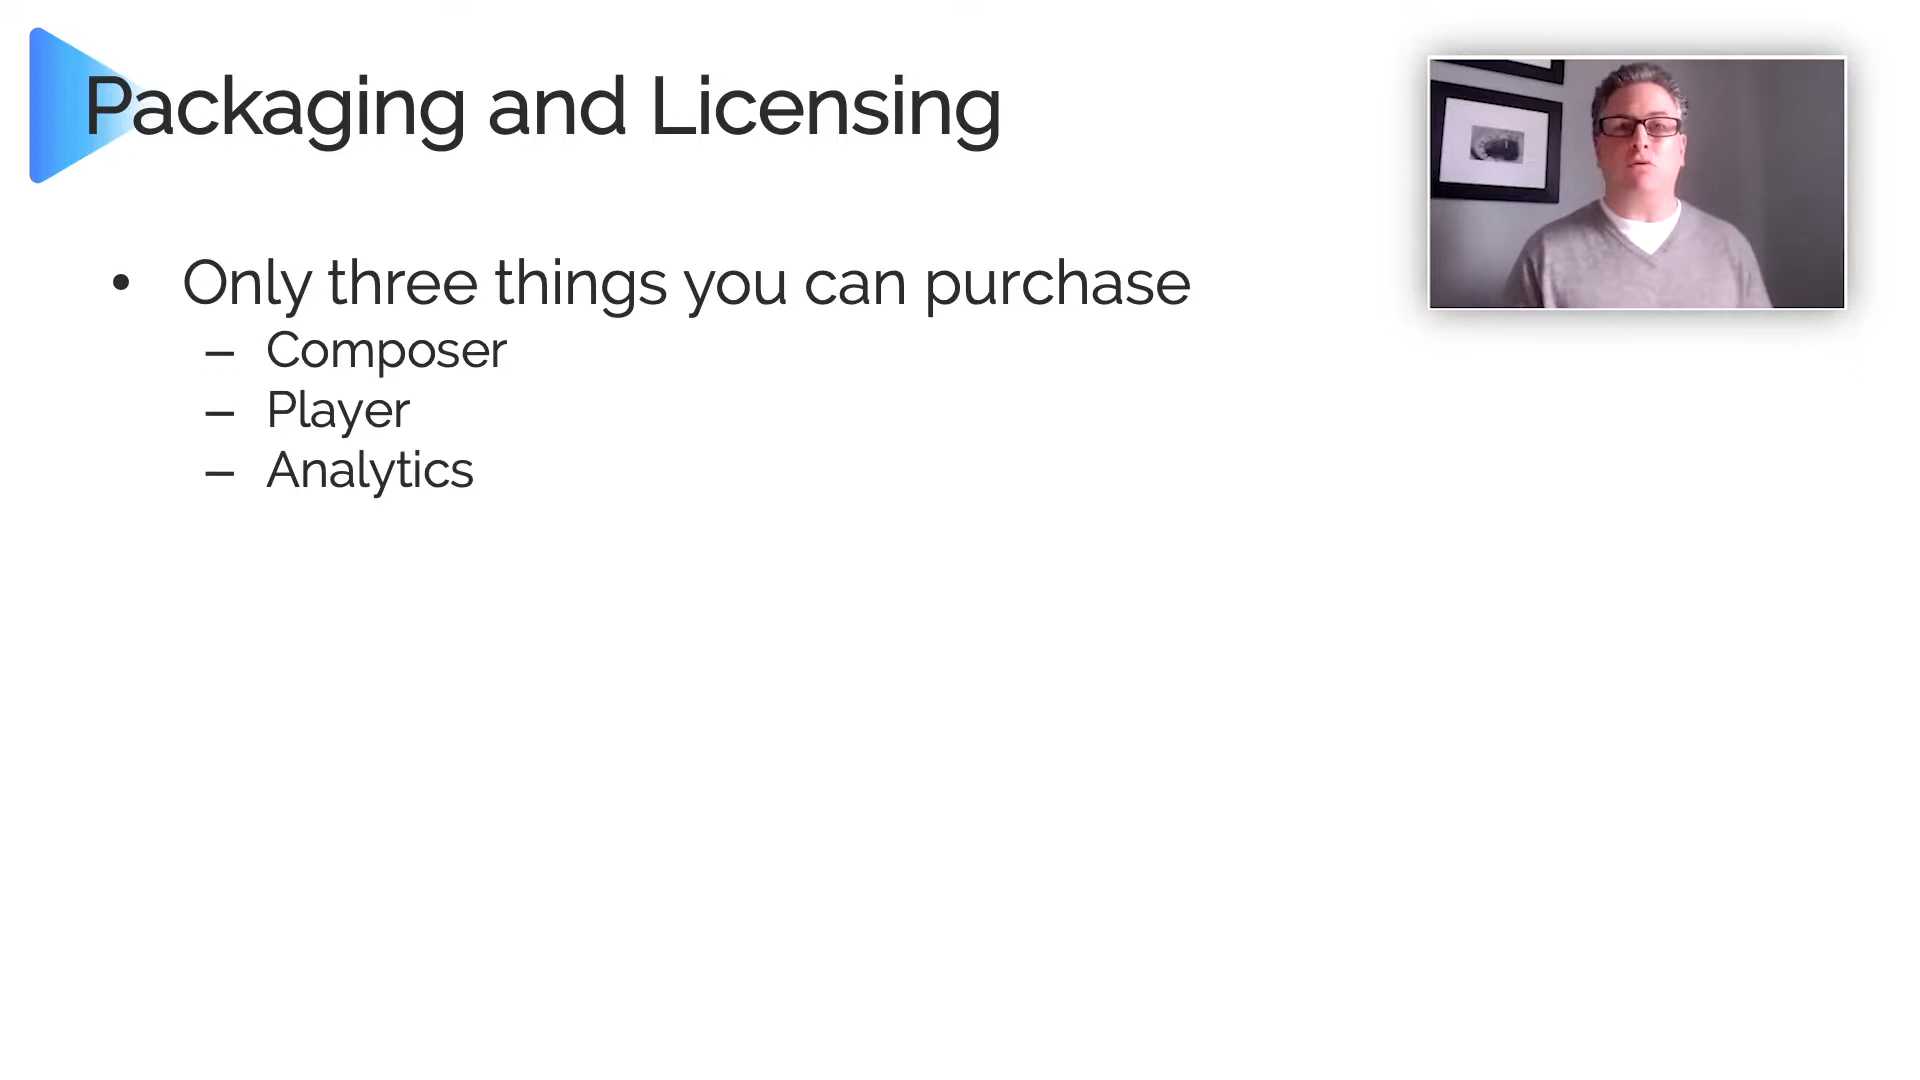 Packaging and Licensing
• Only three things you can purchase
– Composer
– Player
– Analytics